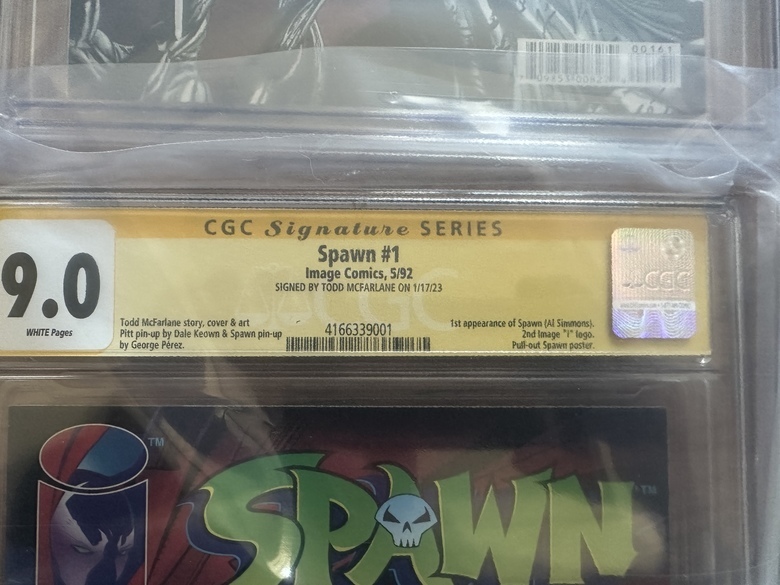 00161
CGC Signature SERIES
9.0
WHITE Pages
Spawn #1
Image Comics, 5/92
SIGNED BY TODD MCFARLANE ON 1/17/23
Todd McFarlane story, cover & art
Pitt pin-up by Dale Keown & Spawn pin-up
by George Pérez.
4166339001
1st appearance of Spawn (Al Simmons).
2nd Image "i" logo.
Pull-out Spawn poster.
CGC
i
TM
SPAWN